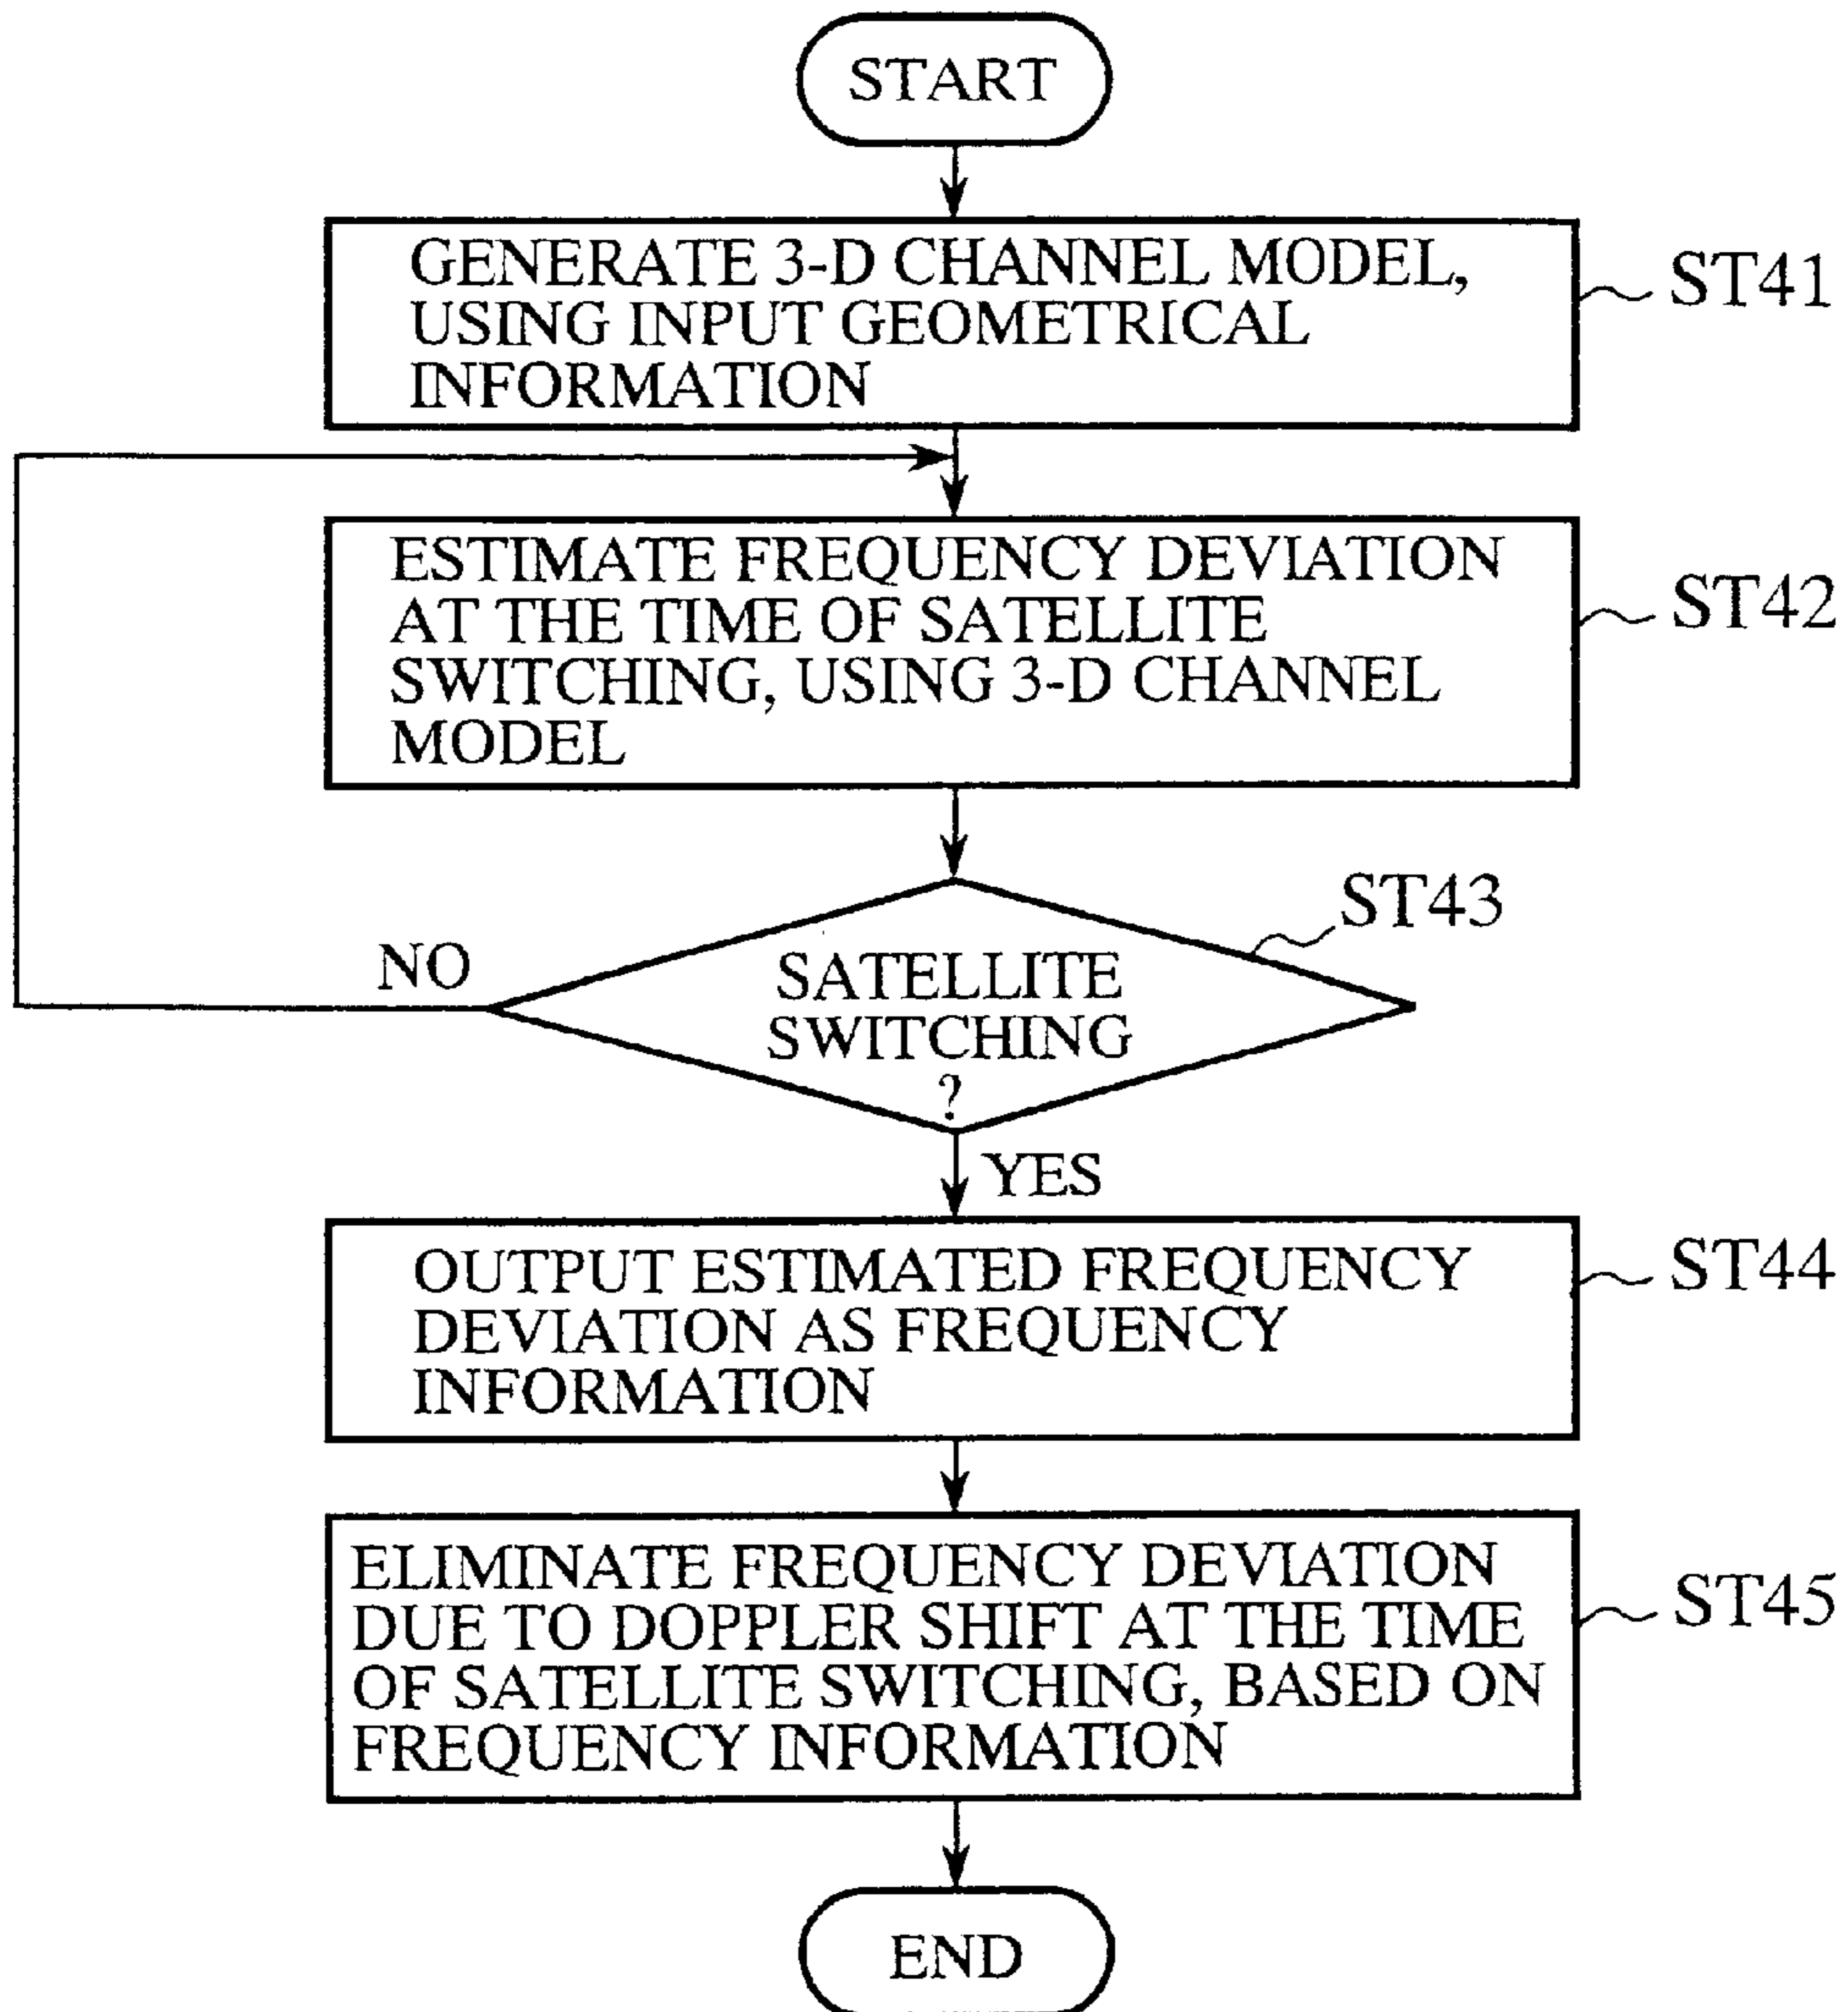 START
GENERATE 3-D CHANNEL MODEL,
USING INPUT GEOMETRICAL
INFORMATION
ST41
ESTIMATE FREQUENCY DEVIATION
AT THE TIME OF SATELLITE
SWITCHING, USING 3-D CHANNEL
MODEL
ST42
ST43
NO
SATELLITE
SWITCHING
?
YES
OUTPUT ESTIMATED FREQUENCY
DEVIATION AS FREQUENCY
INFORMATION
ST44
ELIMINATE FREQUENCY DEVIATION
DUE TO DOPPLER SHIFT AT THE TIME
OF SATELLITE SWITCHING, BASED ON
FREQUENCY INFORMATION
ST45
END